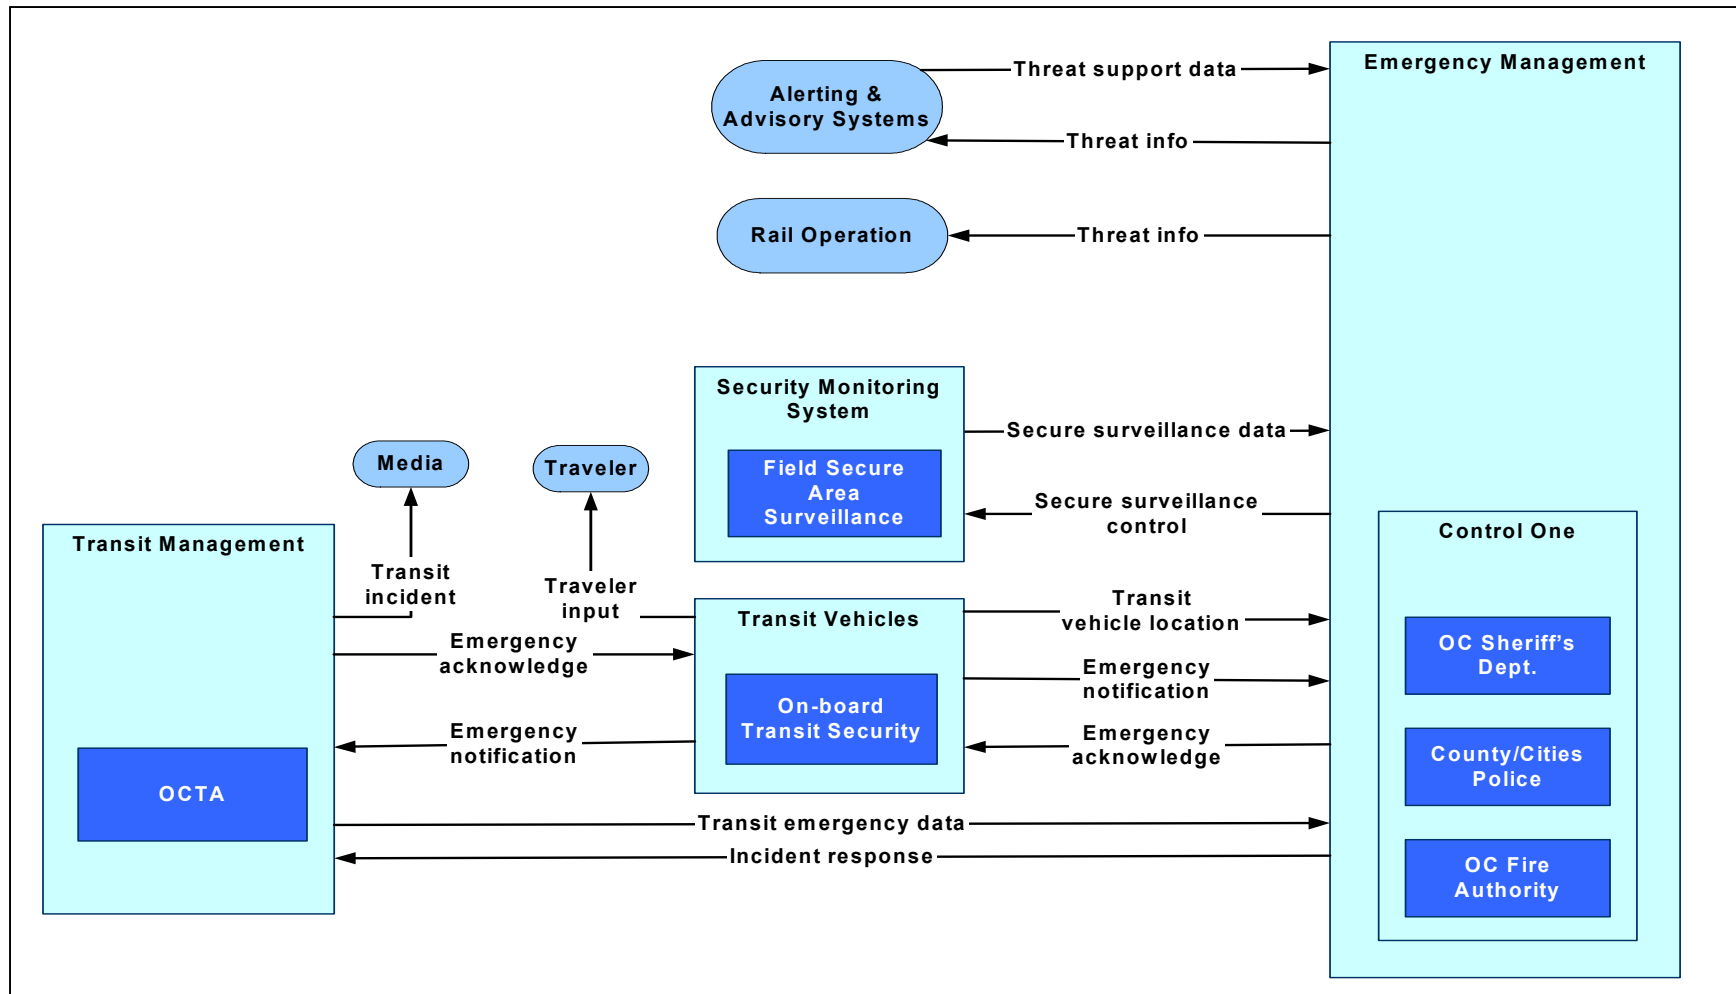 Threat support data
Emergency Management
Alerting &
Advisory Systems
Threat info
Rail Operation
Threat info
Security Monitoring
System
Secure surveillance data
Media
Traveler
Field Secure
Area
Surveillance
Secure surveillance
control
Transit Management
Control One
Transit
incident
Traveler
input
Transit Vehicles
Transit
vehicle location
Emergency
acknowledge
OC Sheriff's
Dept.
Emergency
notification
On-board
Transit Security
Emergency
notification
Emergency
acknowledge
County/Cities
Police
OCTA
Transit emergency data
Incident response
OC Fire
Authority